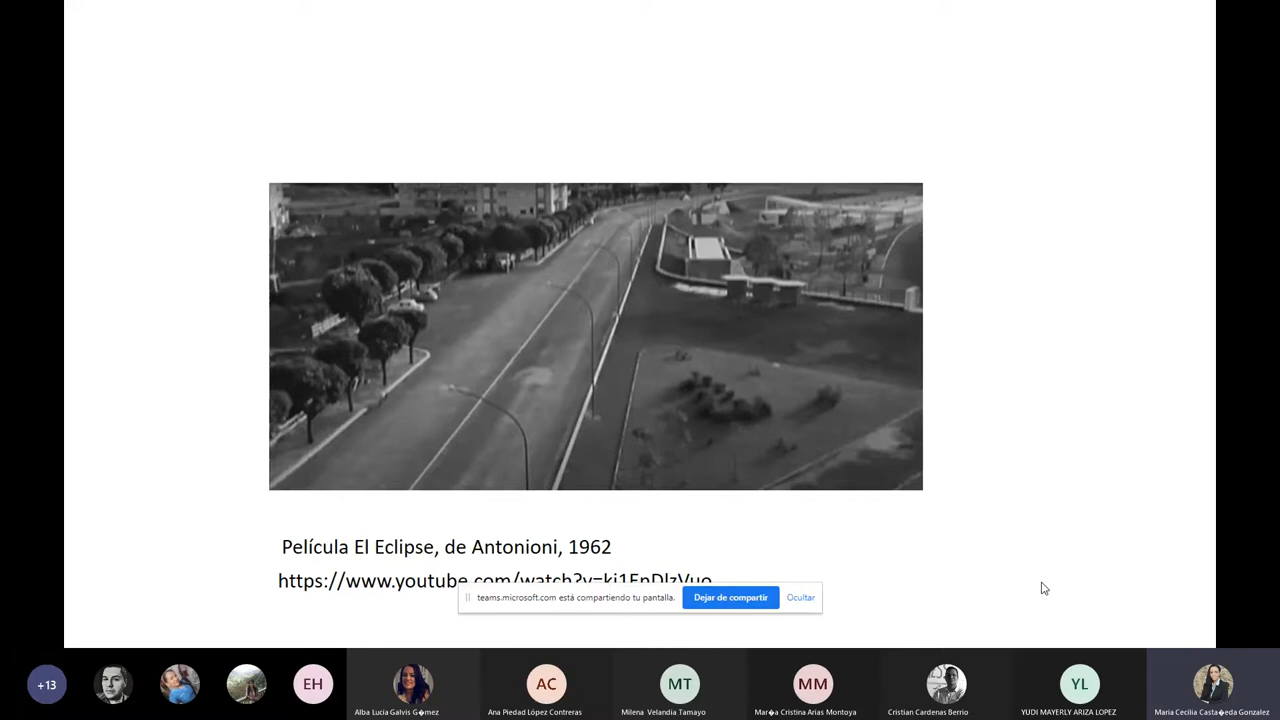 Película El Eclipse, de Antonioni, 1962
teams.microsoft.com está compartiendo tu pantalla.
Dejar de compartir
Ocultar
+13
EH
AC
MT
MM
YL
Alba Lucia Galvis G�mez
Ana Piedad López Contreras
Milena Velandia Tamayo
Mar�a Cristina Arias Montoya
Cristian Cardenas Berrio
YUDI MAYERLY ARIZA LOPEZ
Maria Cecilia Casta�eda Gonzalez